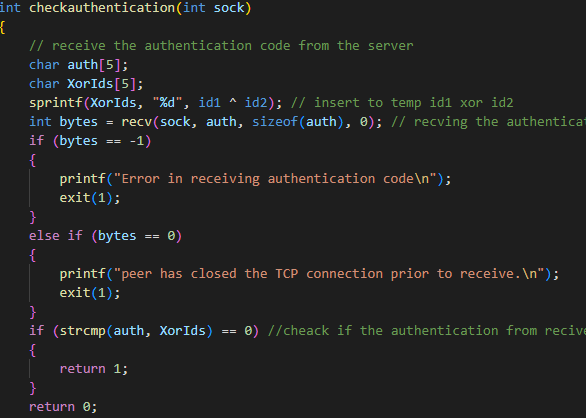 int checkauthentication(int sock)
{
// receive the authentication code from the server
char auth[5];
char XorIds[5];
sprintf(XorIds, "%d", id1 ^ id2); // insert to temp id1 xor id2
int bytes = recv(sock, auth, sizeof(auth), 0); // recving the authenticat
if (bytes == -1)
{
printf("Error in receiving authentication code\n");
exit(1);
}
else if (bytes == 0)
{
printf("peer has closed the TCP connection prior to receive.\n");
exit(1);
}
if (strcmp(auth, XorIds) == 0) //cheack if the authentication from recive
{
return 1;
}
return 0;